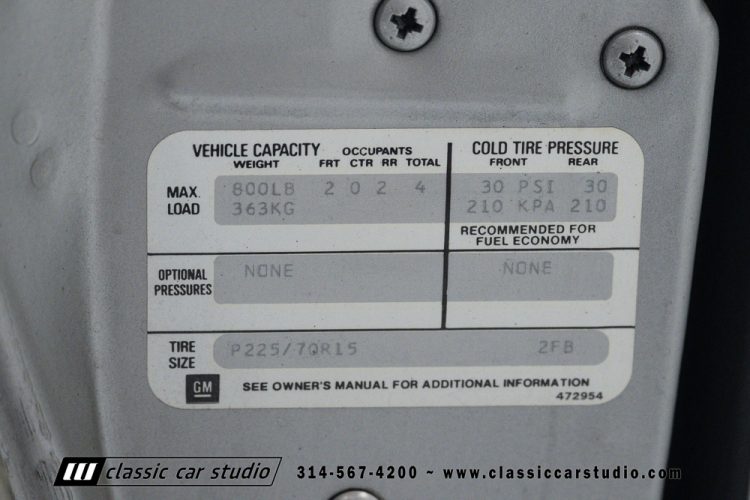 VEHICLE CAPACITY OCCUPANTS COLD TIRE PRESSURE
WEIGHT FRT CTR RR TOTAL FRONT REAR
MAX. LOAD 800LB 2 0 2 4 30 PSI 30
363KG 210 KPA 210
RECOMMENDED FOR
FUEL ECONOMY
OPTIONAL PRESSURES NONE NONE
TIRE SIZE P225/70R15 2FB
GM SEE OWNER'S MANUAL FOR ADDITIONAL INFORMATION
472954
classic car studio 314-567-4200 ~ www.classiccarstudio.com